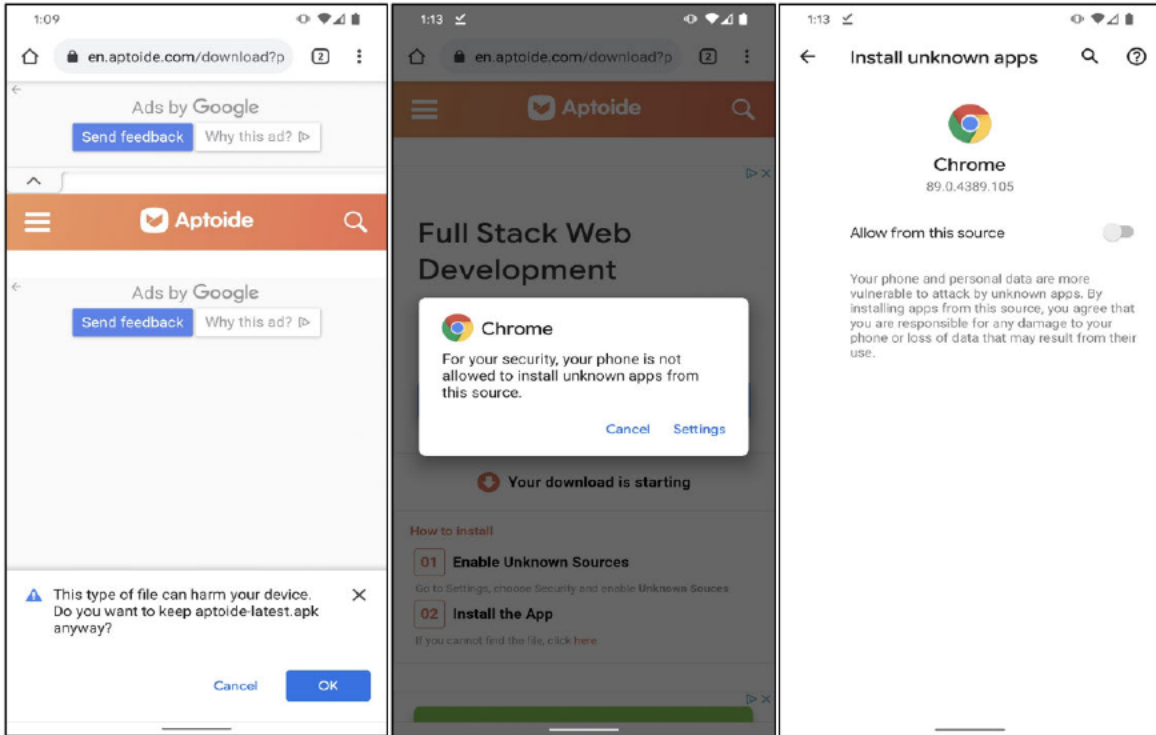 1:09
en.aptoide.com/download?p
2
Ads by Google
Send feedback
Why this ad?
Aptoide
Ads by Google
Send feedback
Why this ad?
This type of file can harm your device.
Do you want to keep aptoide-latest.apk
anyway?
Cancel
OK
1:13
en.aptoide.com/download?p
2
Aptoide
Full Stack Web
Development
Chrome
For your security, your phone is not
allowed to install unknown apps from
this source.
Cancel
Settings
Your download is starting
How to install
01
Enable Unknown Sources
Go to Settings, choose Security and enable Unknown Souces
02
Install the App
If you cannot find the file, click here
1:13
Install unknown apps
Chrome
89.0.4389.105
Allow from this source
Your phone and personal data are more
vulnerable to attack by unknown apps. By
installing apps from this source, you agree that
you are responsible for any damage to your
phone or loss of data that may result from their
use.